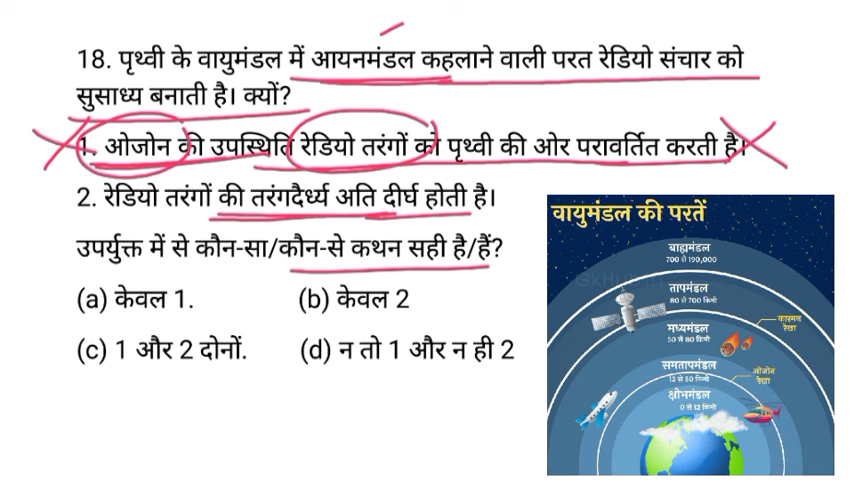 18. पृथ्वी के वायुमंडल में आयनमंडल कहलाने वाली परत रेडियो संचार को
सुसाध्य बनाती है। क्यों?
1. ओजोन की उपस्थिति रेडियो तरंगों को पृथ्वी की ओर परावर्तित करती है।
2. रेडियो तरंगों की तरंगदैर्ध्य अति दीर्घ होती है।
उपर्युक्त में से कौन-सा/कौन-से कथन सही है/हैं?
(a) केवल 1.
(b) केवल 2
(c) 1 और 2 दोनों.
(d) न तो 1 और न ही 2
वायुमंडल की परतें
बाह्यमंडल
700 से 190,000
तापमंडल
80 से 700 किमी
कारमन
रेखा
मध्यमंडल
50 से 80 किमी
समतापमंडल
12 से 50 किमी
ओजोन
रेखा
क्षोभमंडल
0 से 12 किमी